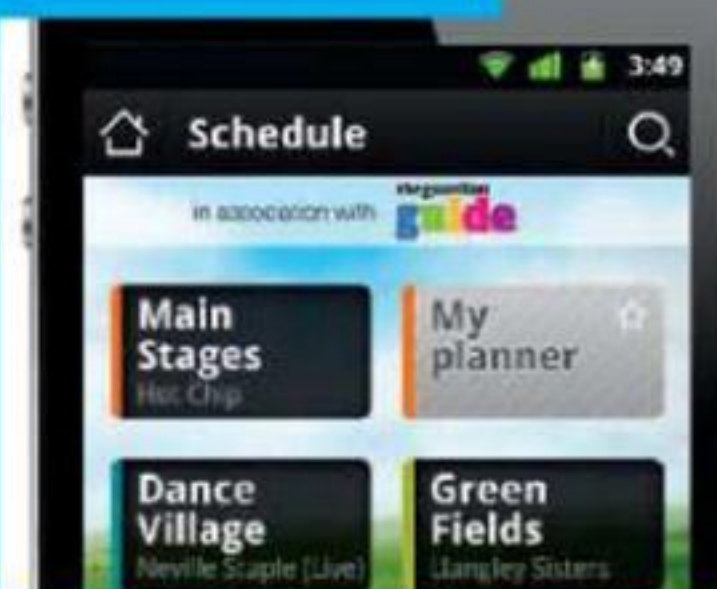 3:49
Schedule
in association with
theguardian
guide
Main
Stages
Hot Chip
My
planner
Dance
Village
Neville Staple (Live)
Green
Fields
Llangley Sisters